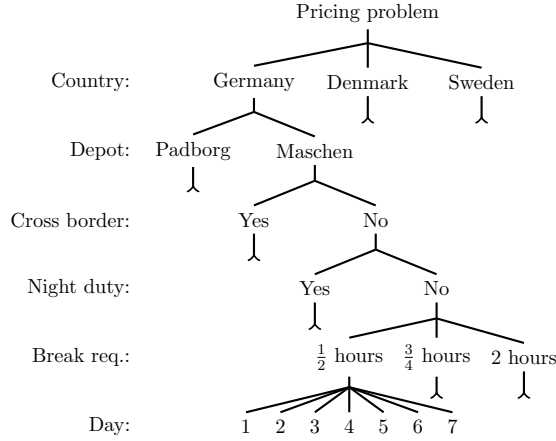 Pricing problem
Country: Germany Denmark Sweden
Depot: Padborg Maschen
Cross border: Yes No
Night duty: Yes No
Break req.: 1/2 hours 3/4 hours 2 hours
Day: 1 2 3 4 5 6 7